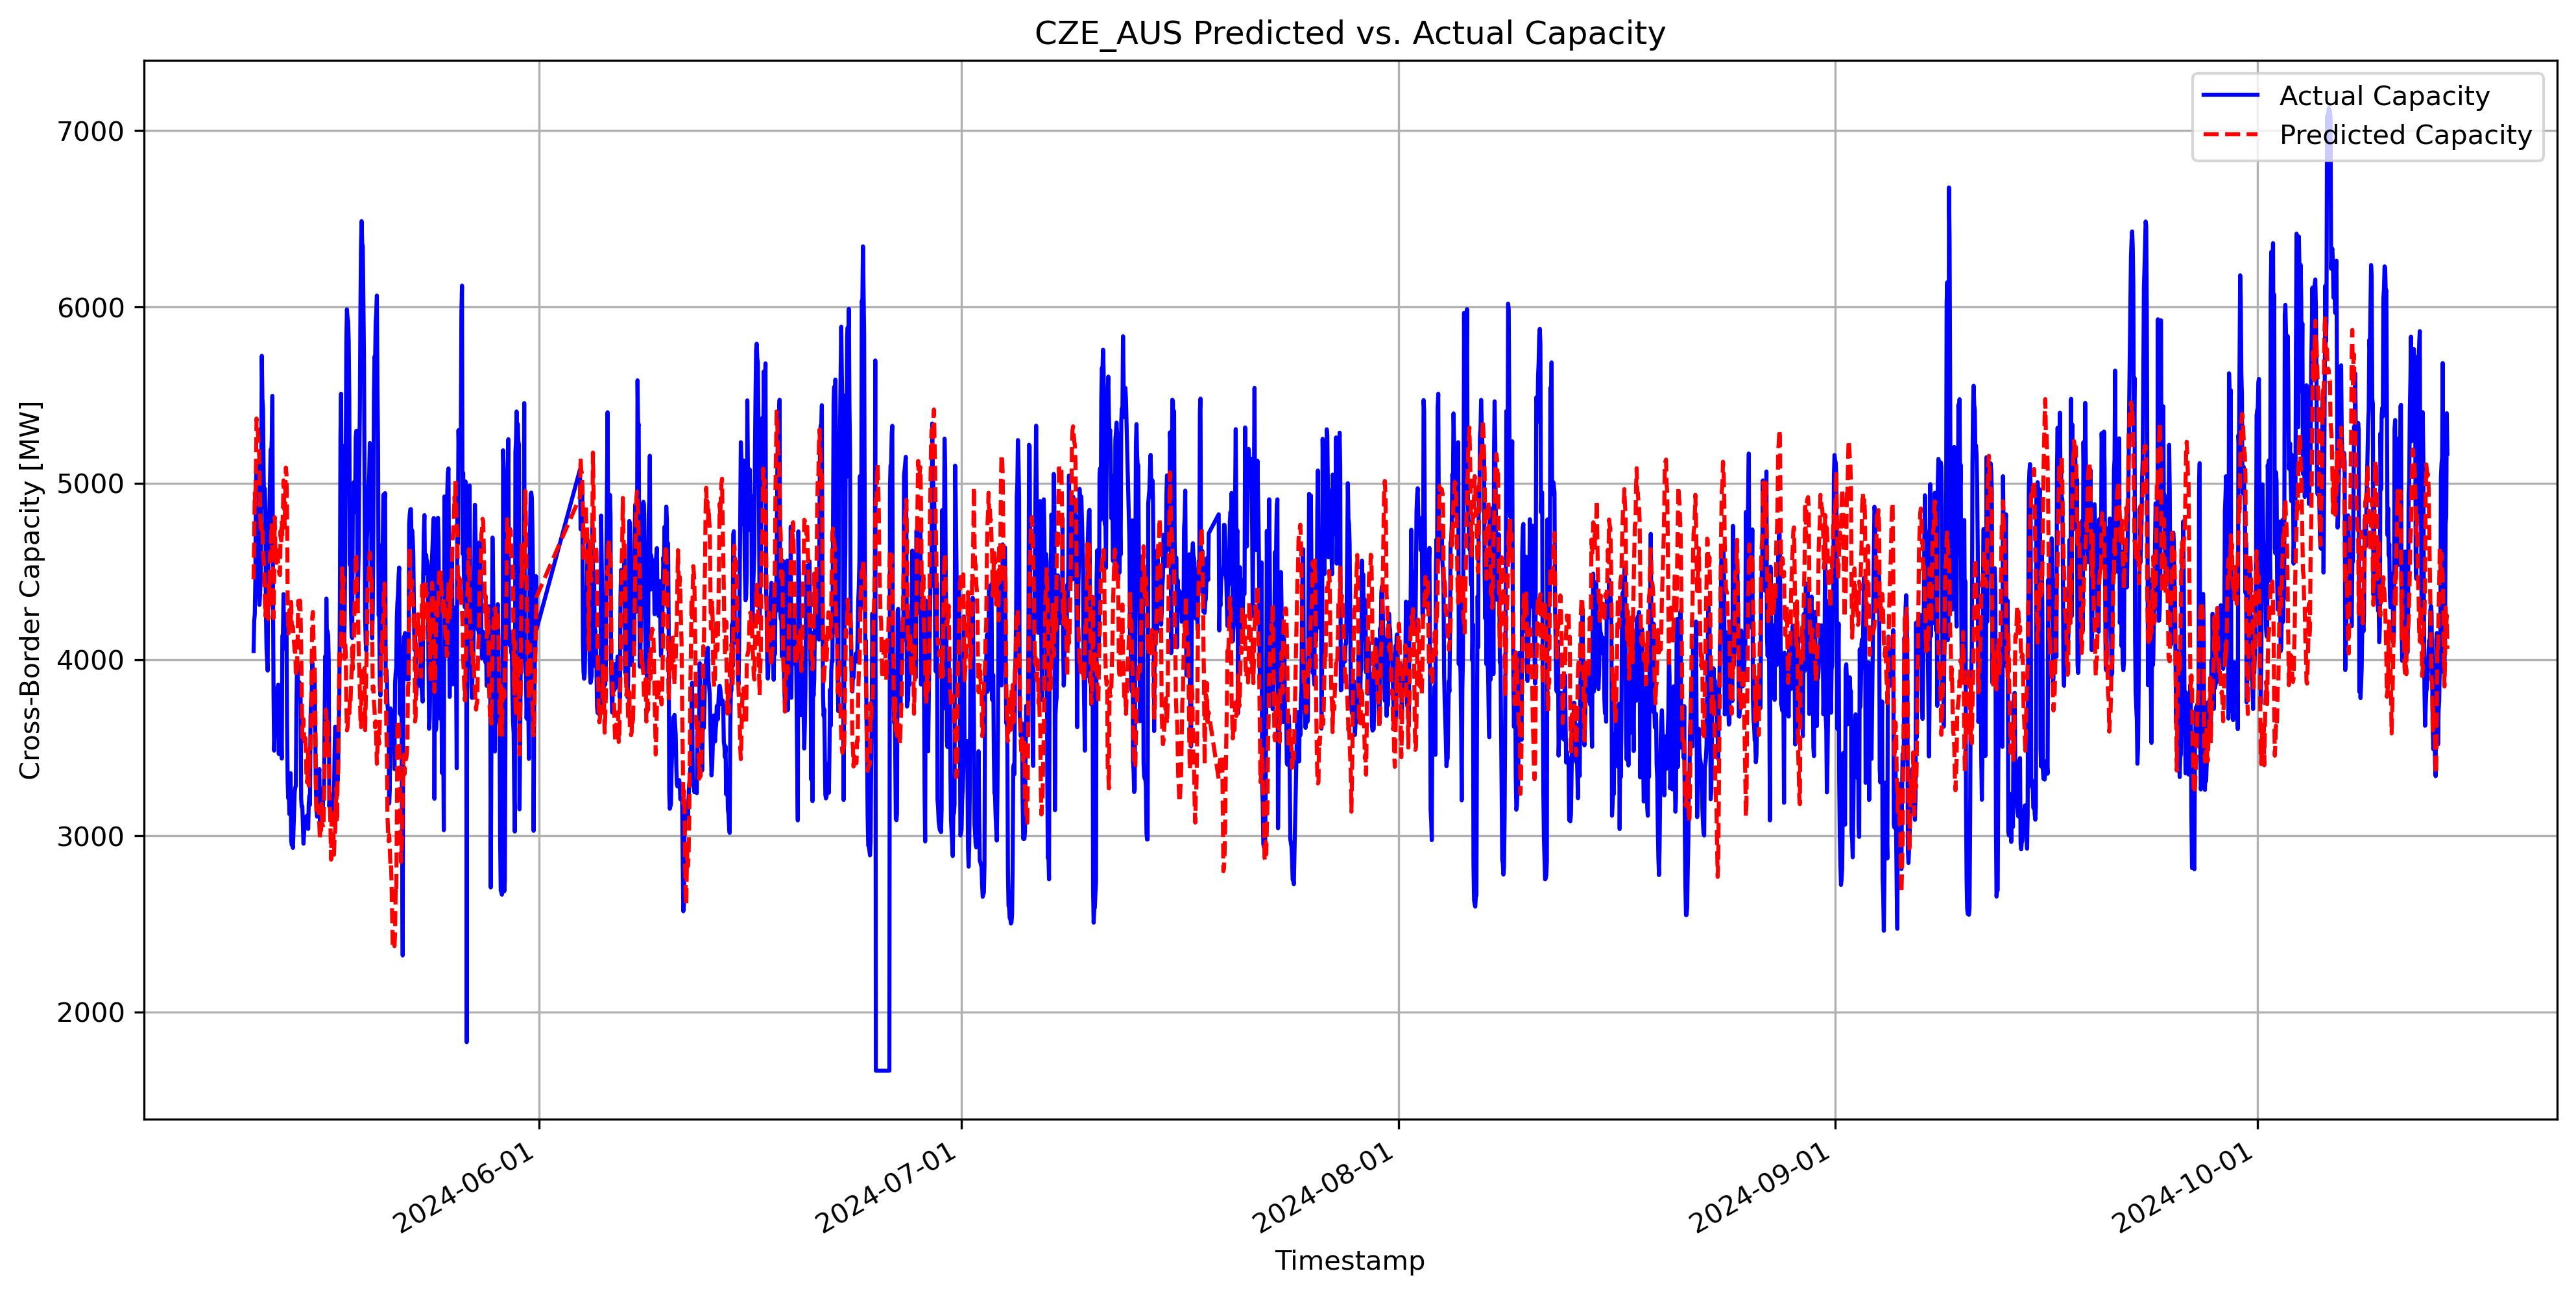 CZE_AUS Predicted vs. Actual Capacity
Actual Capacity
Predicted Capacity
Cross-Border Capacity [MW]
7000
6000
5000
4000
3000
2000
2024-06-01
2024-07-01
2024-08-01
2024-09-01
2024-10-01
Timestamp